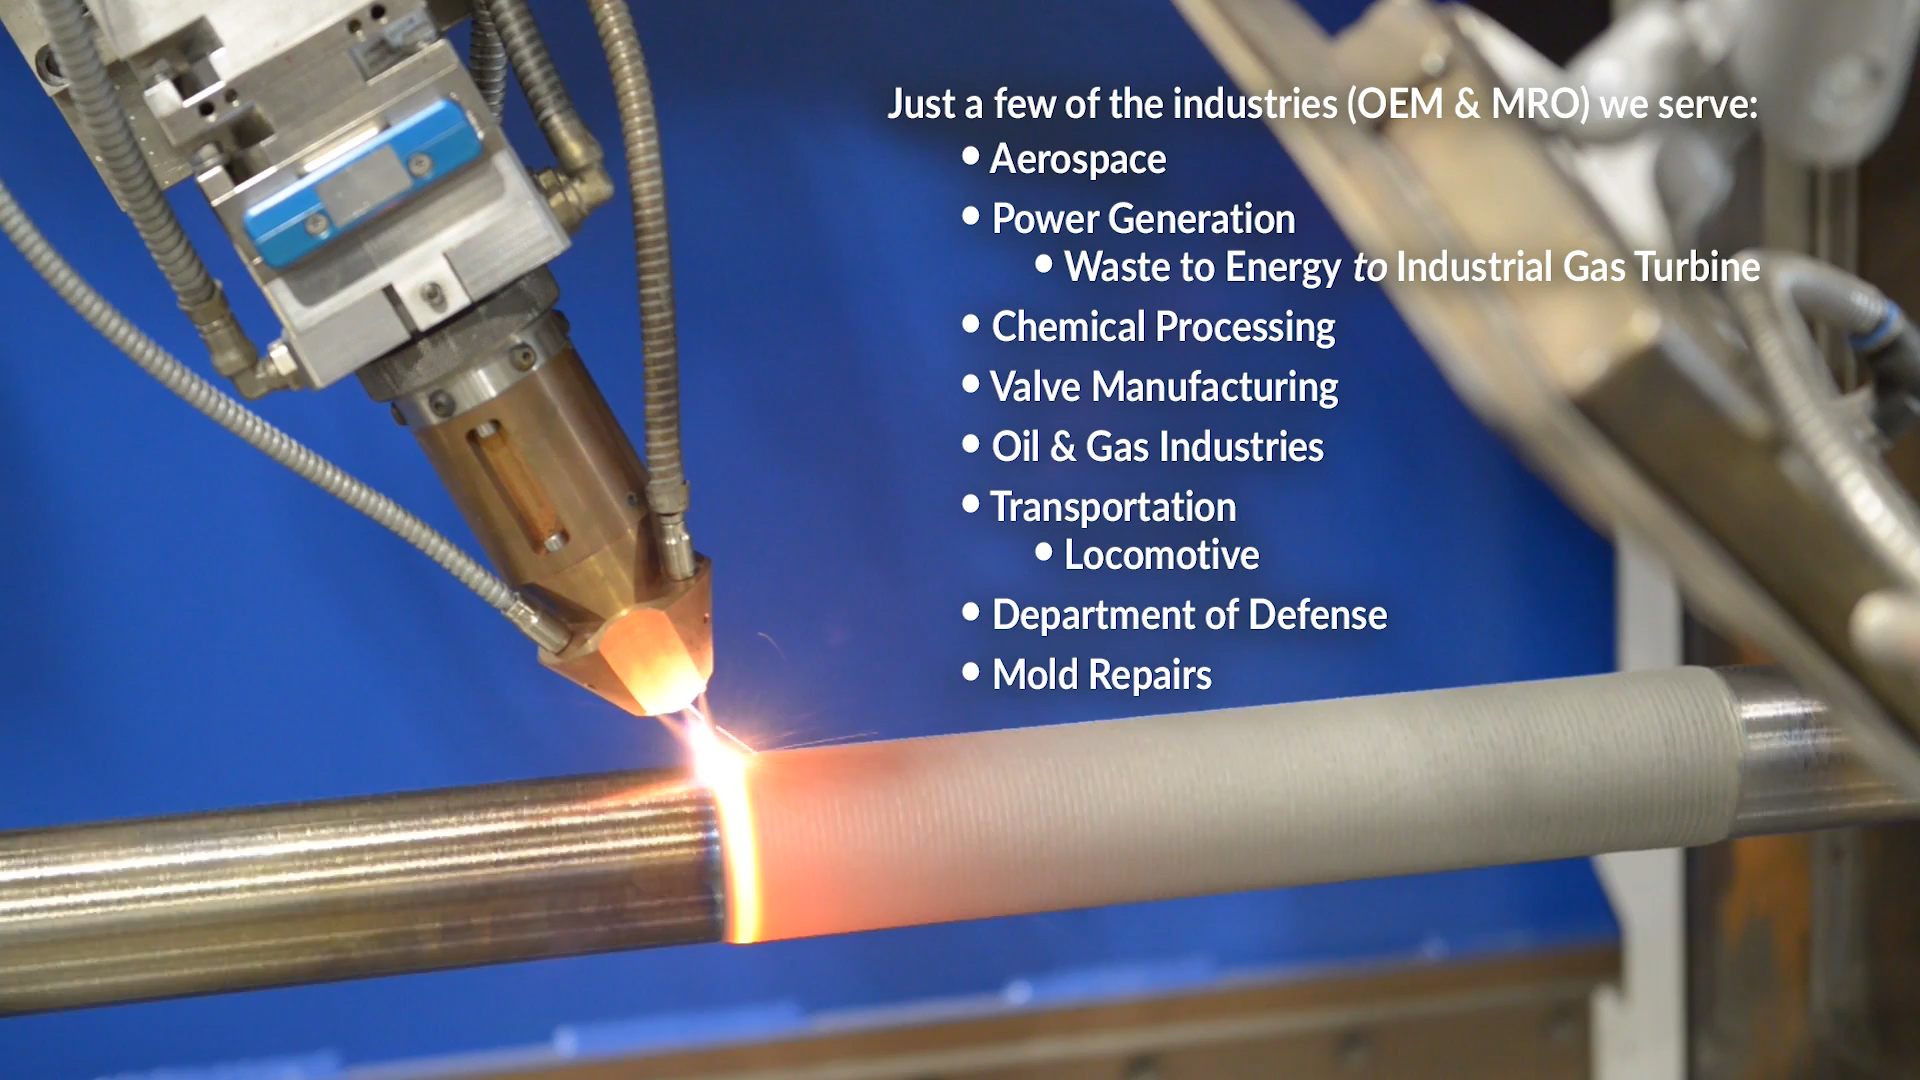 Just a few of the industries (OEM & MRO) we serve:
• Aerospace
• Power Generation
• Waste to Energy to Industrial Gas Turbine
• Chemical Processing
• Valve Manufacturing
• Oil & Gas Industries
• Transportation
• Locomotive
• Department of Defense
• Mold Repairs